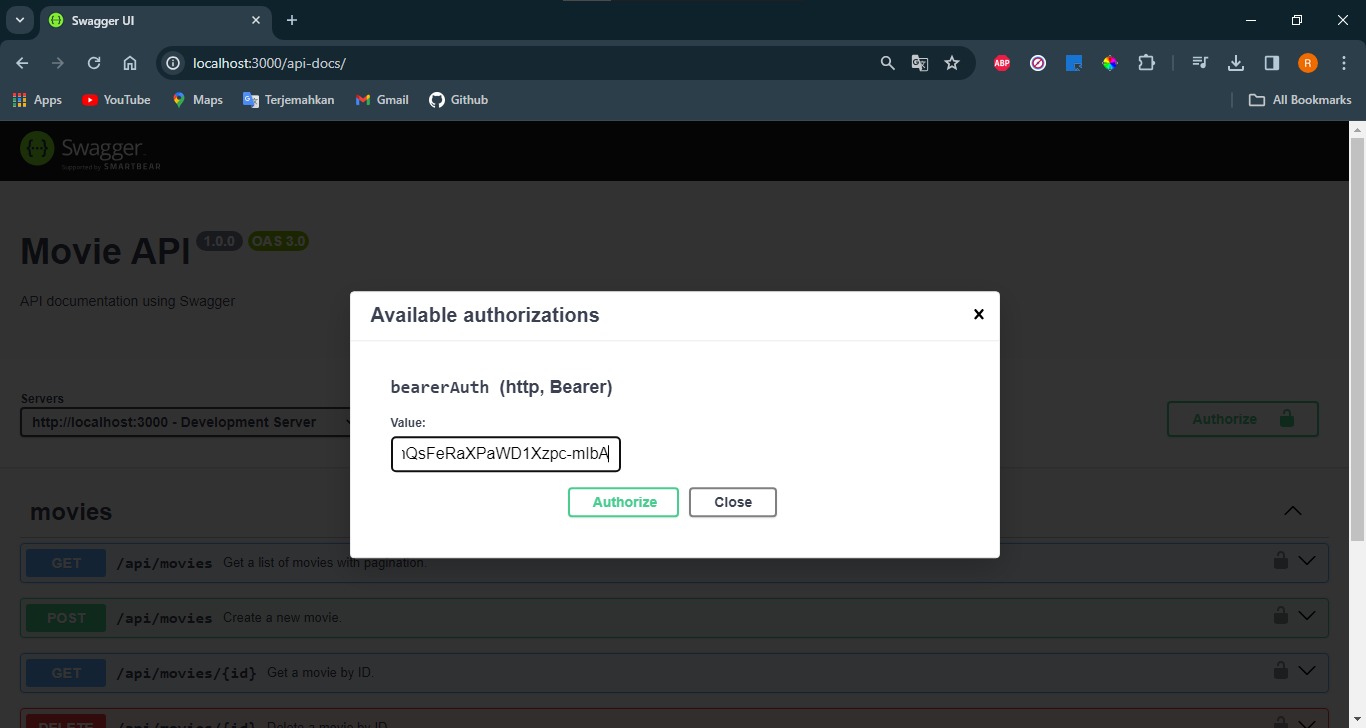 Swagger UI
localhost:3000/api-docs/
ABP
R
Apps
YouTube
Maps
Terjemahkan
Gmail
Github
All Bookmarks
Swagger.
Supported by SMARTBEAR
Movie API 1.0.0 OAS 3.0
API documentation using Swagger
Available authorizations
bearerAuth (http, Bearer)
Value:
QsFeRaXPaWD1Xzpc-mlbA
Authorize
Close
Servers
http://localhost:3000 - Development Server
Authorize
movies
GET /api/movies Get a list of movies with pagination.
POST /api/movies Create a new movie.
GET /api/movies/{id} Get a movie by ID.
DELETE /api/movies/{id} Delete a movie by ID